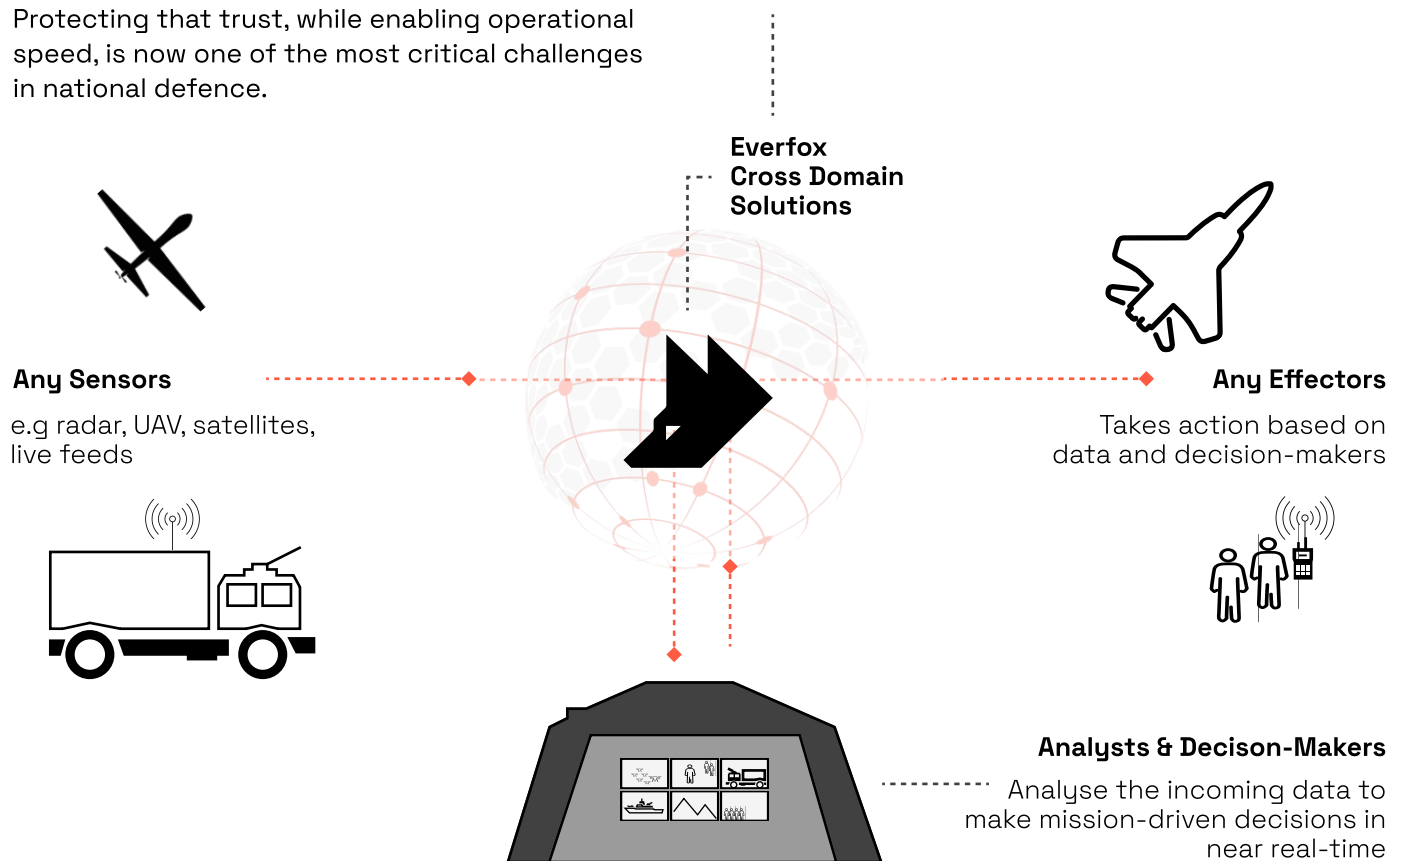 Protecting that trust, while enabling operational
speed, is now one of the most critical challenges
in national defence.
Everfox
Cross Domain
Solutions
Any Sensors
e.g radar, UAV, satellites,
live feeds
Any Effectors
Takes action based on
data and decision-makers
Analysts & Decison-Makers
Analyse the incoming data to
make mission-driven decisions in
near real-time